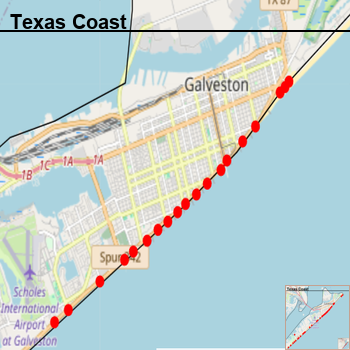 Texas Coast
TX 87
Galveston
1A
1C
1A
1B
Spur 342
Scholes
International
Airport
at Galveston
Texas Coast